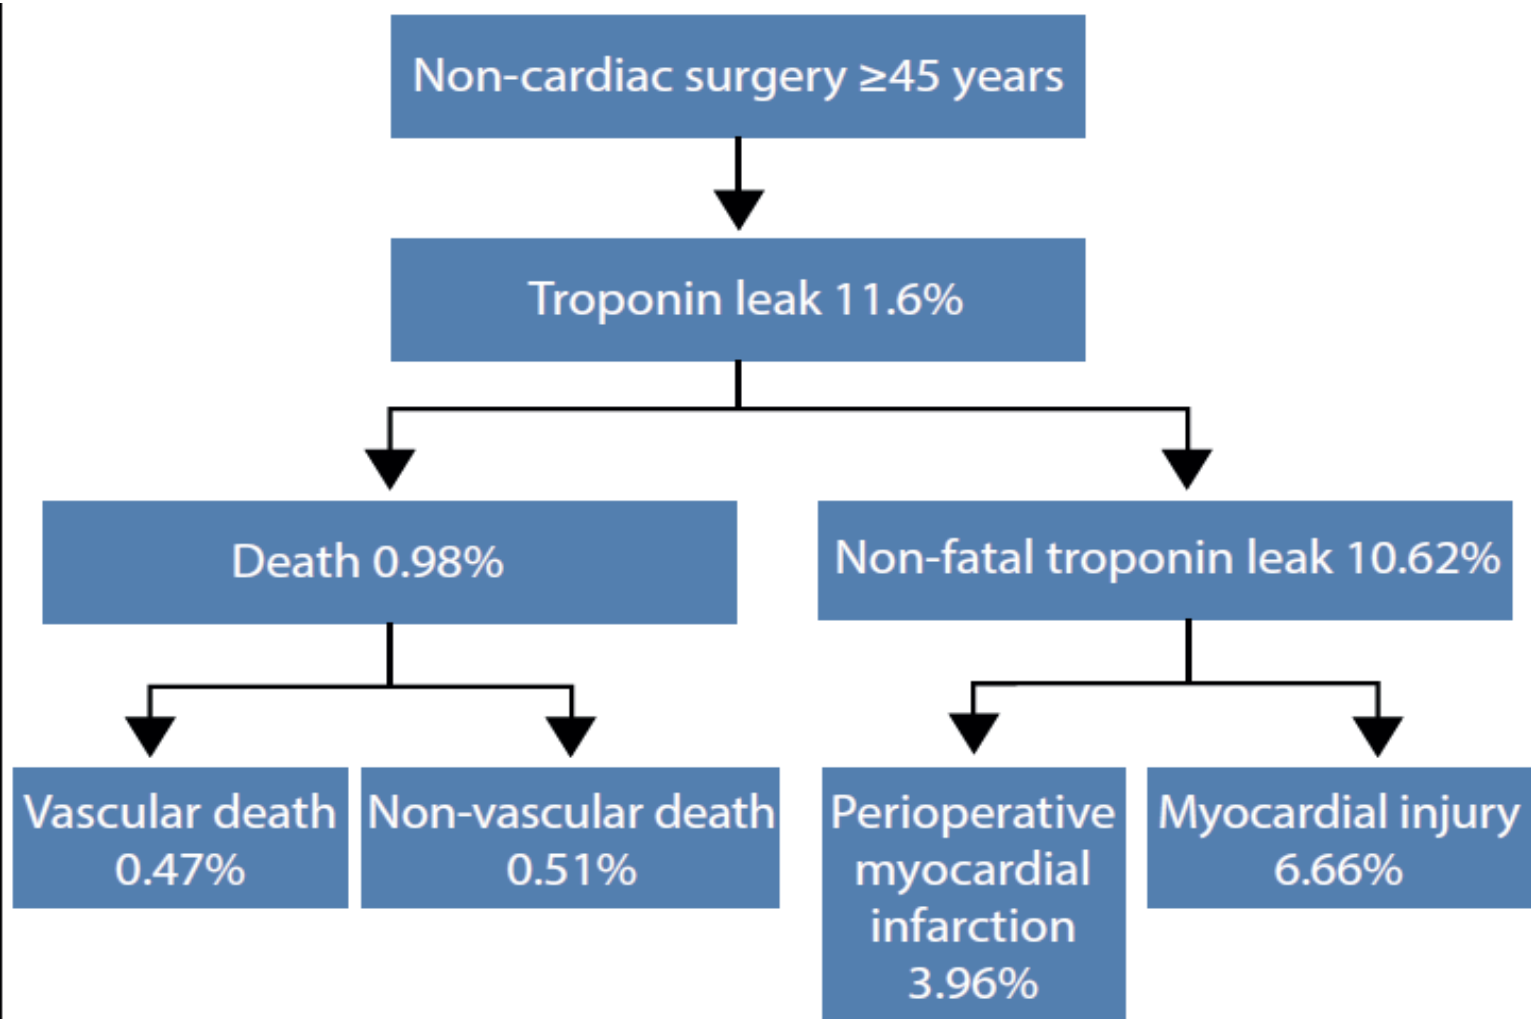 Non-cardiac surgery ≥45 years
Troponin leak 11.6%
Death 0.98%
Non-fatal troponin leak 10.62%
Vascular death
0.47%
Non-vascular death
0.51%
Perioperative
myocardial
infarction
3.96%
Myocardial injury
6.66%